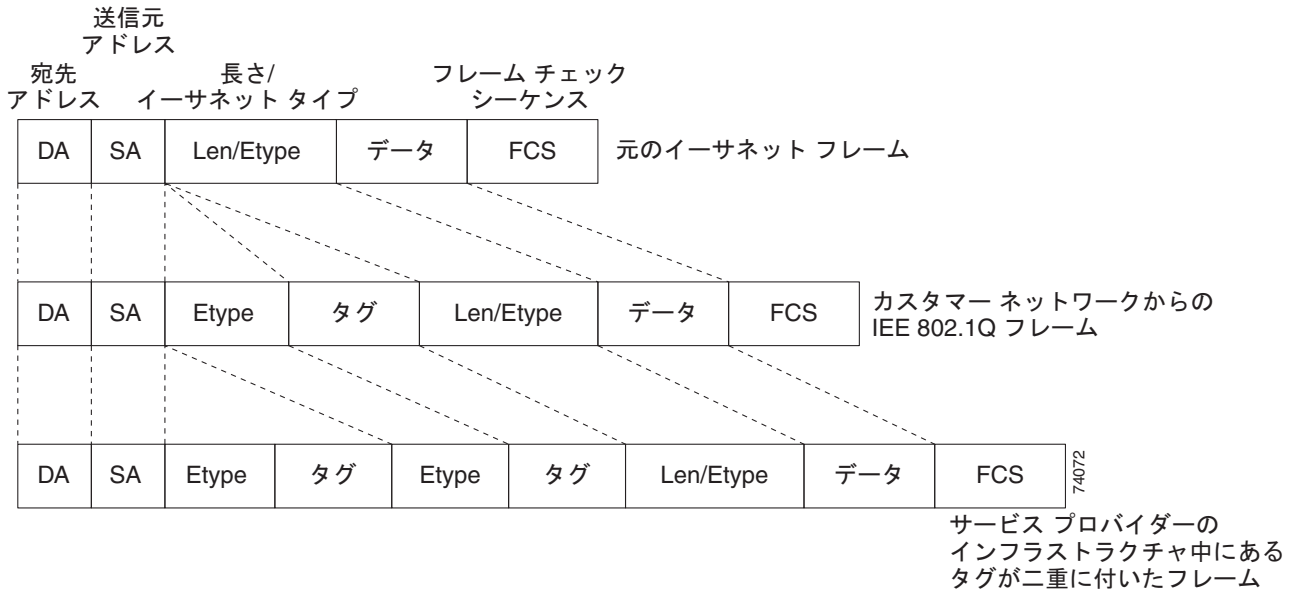 送信元
アドレス
宛先
アドレス
長さ/
イーサネット タイプ
フレーム チェック
シーケンス
DA SA Len/Etype データ FCS 元のイーサネット フレーム
DA SA Etype タグ Len/Etype データ FCS カスタマー ネットワークからの
IEE 802.1Q フレーム
DA SA Etype タグ Etype タグ Len/Etype データ FCS 74072
サービス プロバイダーの
インフラストラクチャ中にある
タグが二重に付いたフレーム